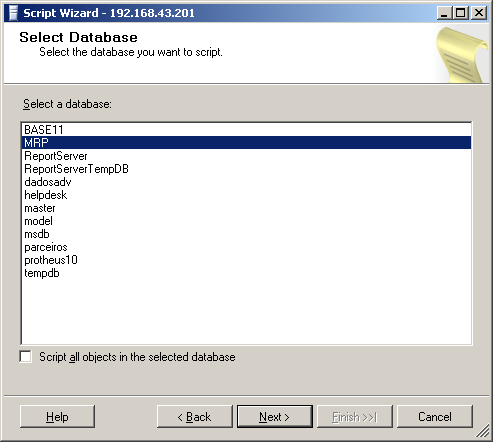 Script Wizard - 192.168.43.201
Select Database
Select the database you want to script.
Select a database:
BASE11
MRP
ReportServer
ReportServerTempDB
dadosadv
helpdesk
master
model
msdb
parceiros
protheus10
tempdb
Script all objects in the selected database
Help
< Back
Next >
Finish >>|
Cancel